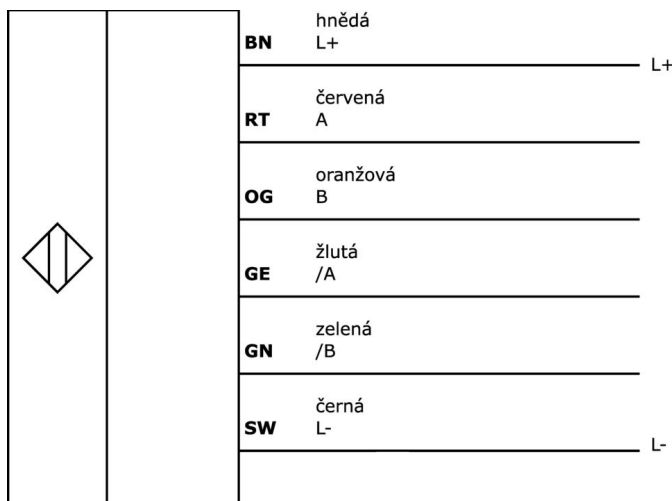 hnědá
BN L+
L+
červená
RT A
oranžová
OG B
žlutá
GE /A
zelená
GN /B
černá
SW L-
L-